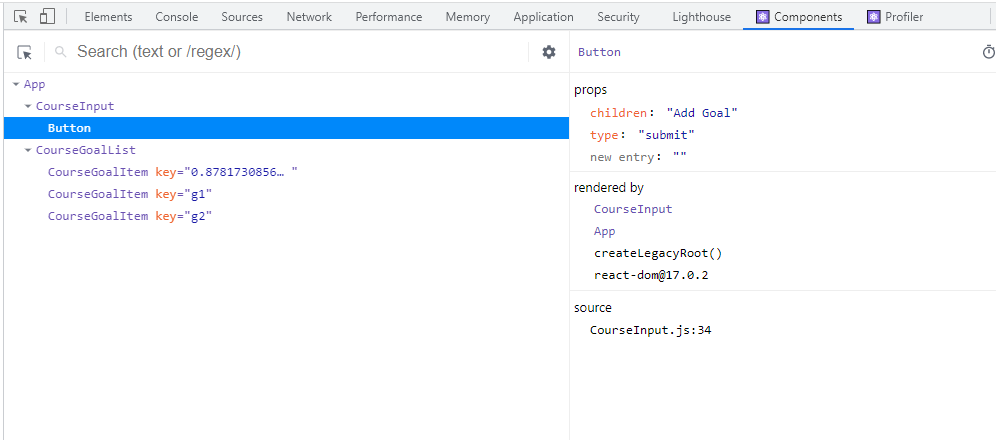 Elements Console Sources Network Performance Memory Application Security Lighthouse Components Profiler
Search (text or /regex/)
App
CourseInput
Button
CourseGoalList
CourseGoalItem key="0.8781730856… "
CourseGoalItem key="g1"
CourseGoalItem key="g2"
Button
props
children: "Add Goal"
type: "submit"
new entry: ""
rendered by
CourseInput
App
createLegacyRoot()
react-dom@17.0.2
source
CourseInput.js:34